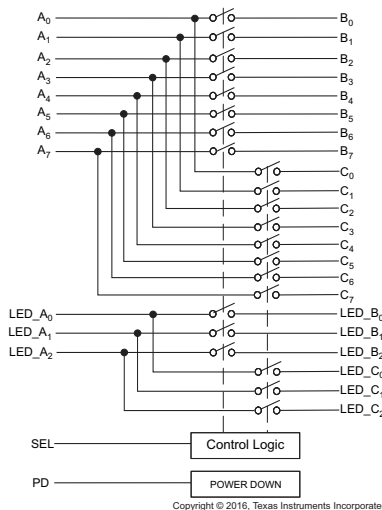 A0 B0
A1 B1
A2 B2
A3 B3
A4 B4
A5 B5
A6 B6
A7 B7
C0
C1
C2
C3
C4
C5
C6
C7
LED_A0 LED_B0
LED_A1 LED_B1
LED_A2 LED_B2
LED_C0
LED_C1
LED_C2
SEL Control Logic
PD POWER DOWN
Copyright © 2016, Texas Instruments Incorporate